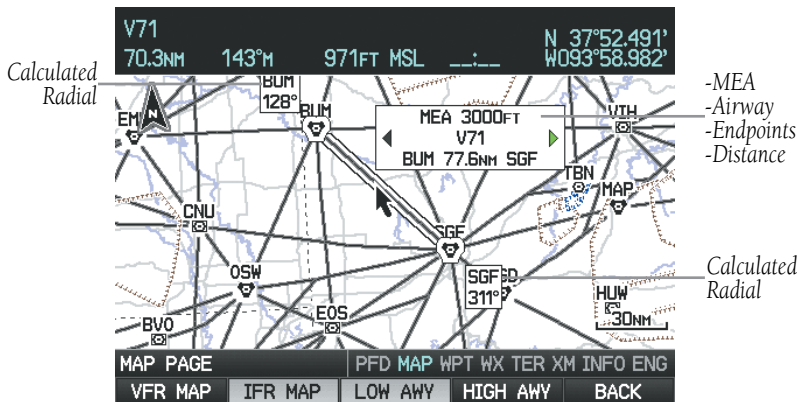 V71
70.3NM 143°M 971FT MSL __:__ N 37°52.491' W093°58.982'
Calculated Radial
BUM
128°
BUM
MEA 3000FT
V71
BUM 77.6NM SGF
-MEA
-Airway
-Endpoints
-Distance
N
EM
VIH
TBN
MAP
CNU
SGF
OSW
SGF
311°
GD
Calculated Radial
HUW
30NM
EOS
BVO
MAP PAGE
PFD MAP WPT WX TER XM INFO ENG
VFR MAP IFR MAP LOW AWY HIGH AWY BACK